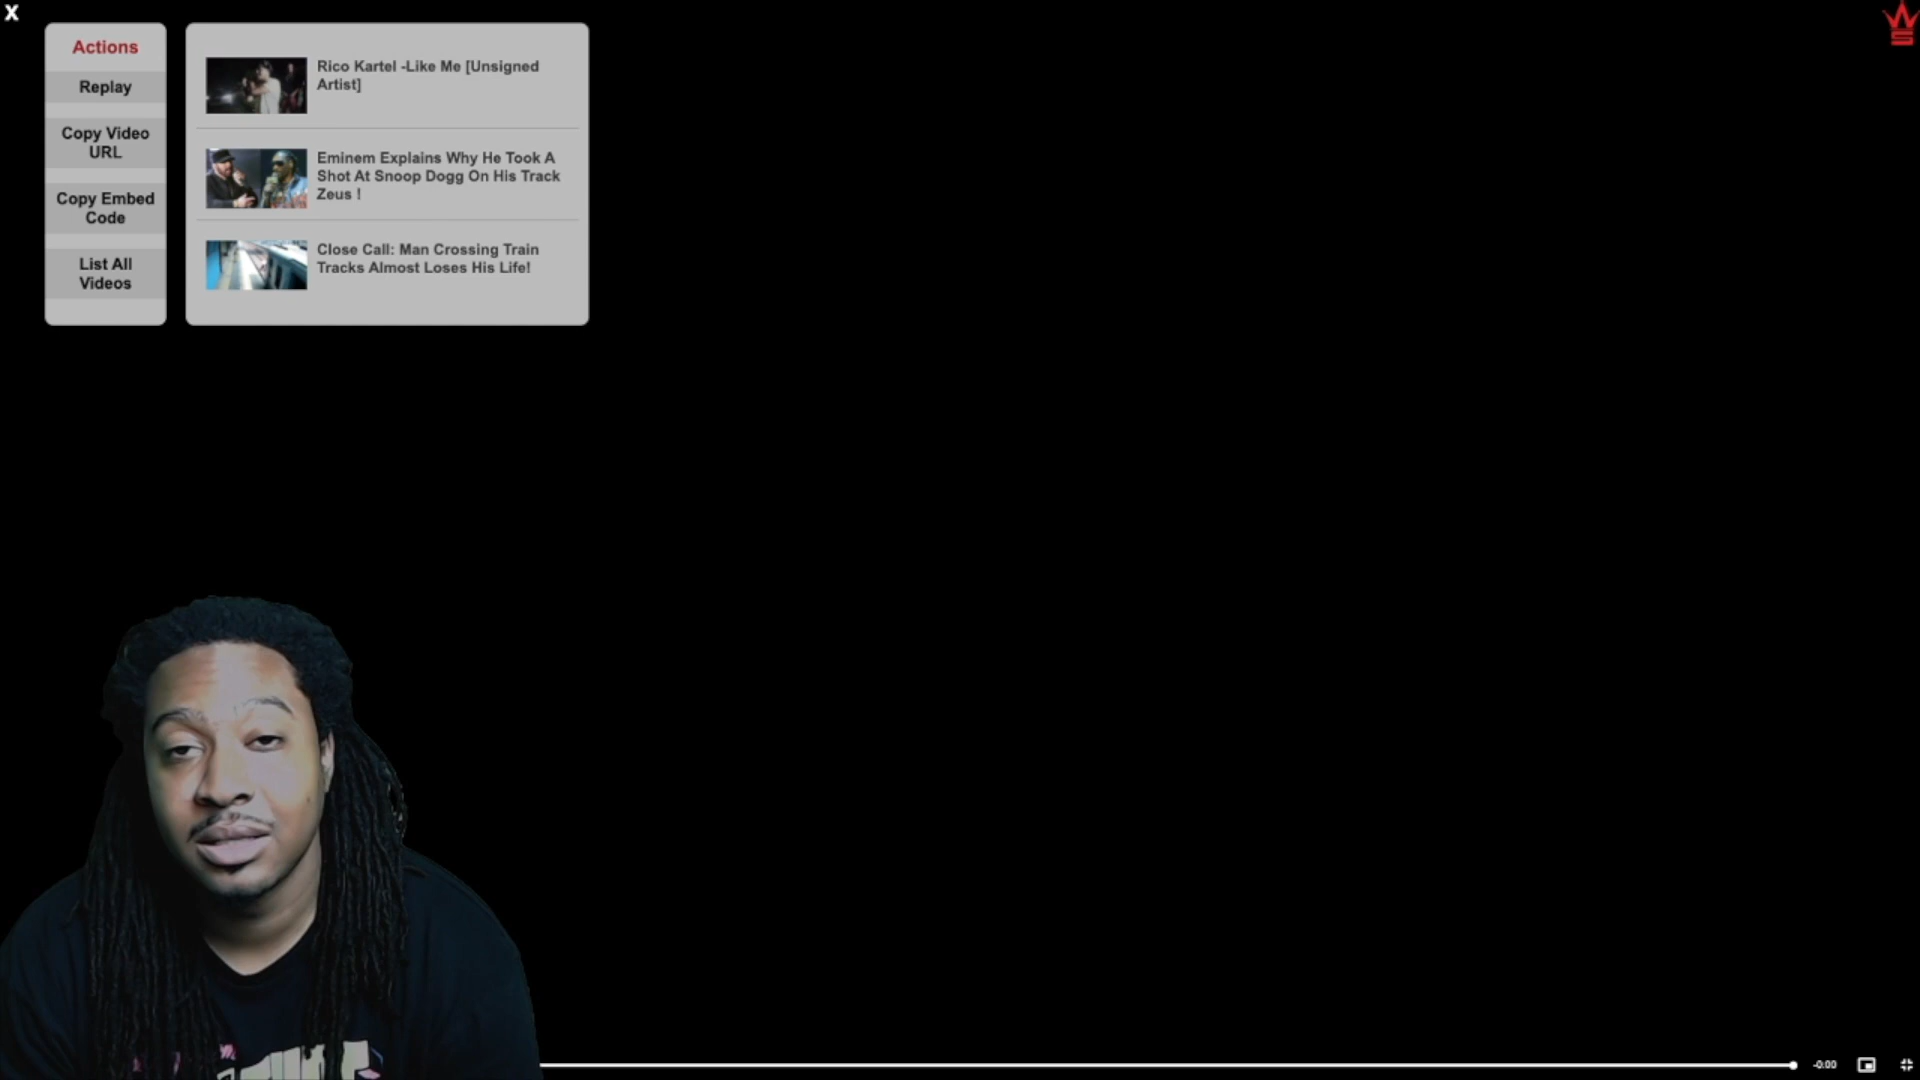 X
Actions
Replay
Copy Video
URL
Copy Embed
Code
List All
Videos
Rico Kartel -Like Me [Unsigned
Artist]
Eminem Explains Why He Took A
Shot At Snoop Dogg On His Track
Zeus !
Close Call: Man Crossing Train
Tracks Almost Loses His Life!
-0:00